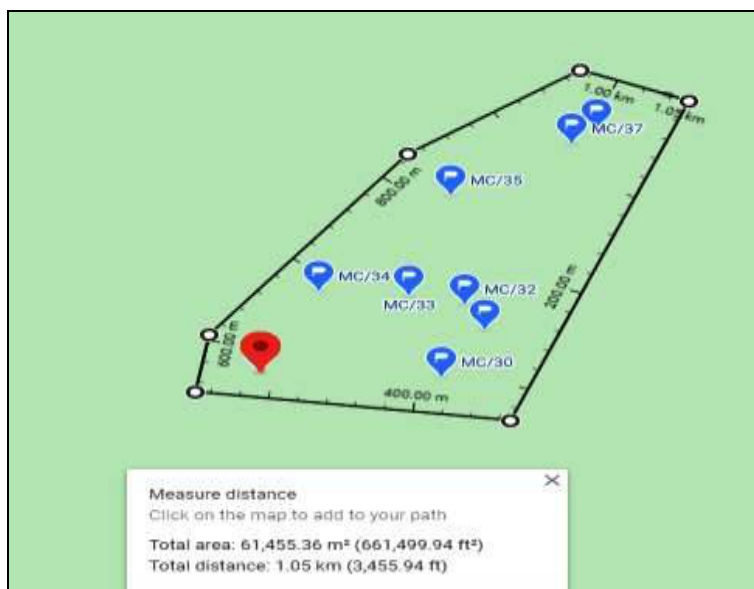 1.00 km
1.05 km
MC/37
MC/35
800.00 m
MC/34
MC/33
MC/32
200.00 m
600.00 m
MC/30
400.00 m
Measure distance
Click on the map to add to your path
Total area: 61,455.36 m² (661,499.94 ft²)
Total distance: 1.05 km (3,455.94 ft)